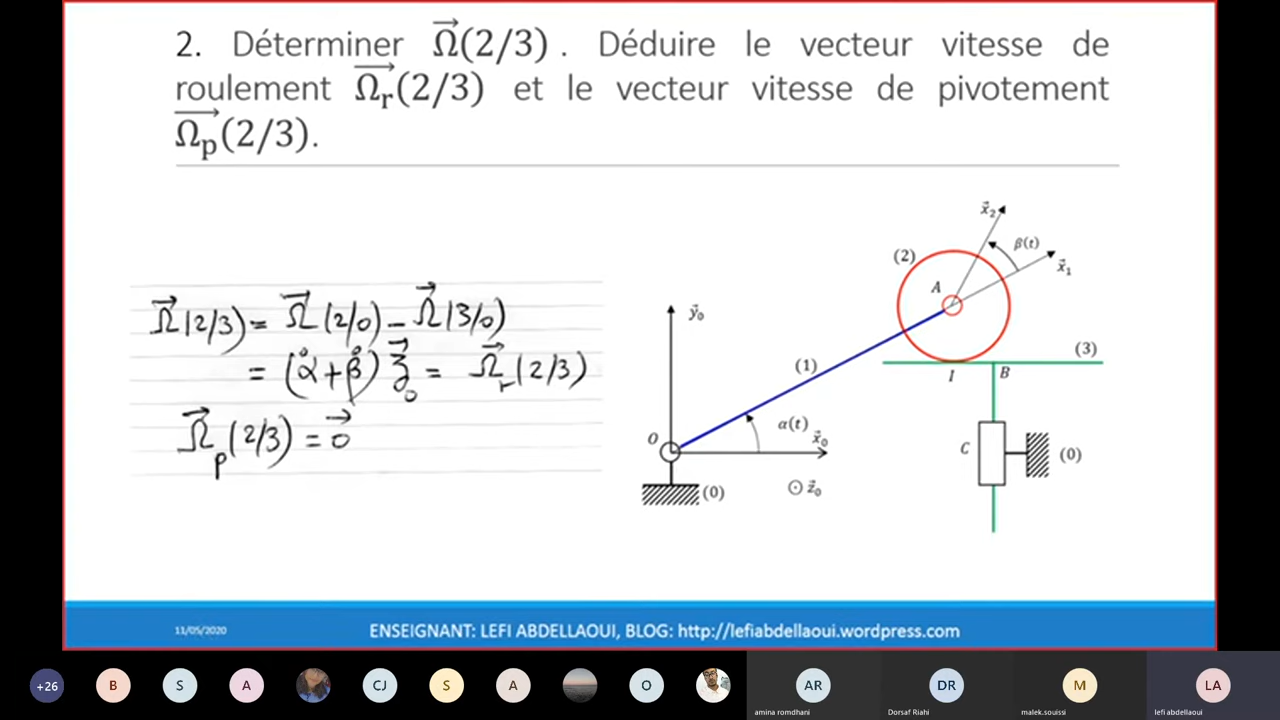 2. Déterminer Ω⃗(2/3) . Déduire le vecteur vitesse de
roulement Ωr⃗(2/3) et le vecteur vitesse de pivotement
Ωp⃗(2/3).
Ω⃗(2/3) = Ω⃗(2/0) − Ω⃗(3/0)
= (α̊ + β̊) z⃗₀ = Ω⃗r(2/3)
Ω⃗p(2/3) = 0⃗
x⃗₂
β(t)
x⃗₁
(2)
A
y⃗₀
(3)
(1)
I
B
α(t)
x⃗₀
O
C
(0)
z⃗₀
(0)
11/05/2020
ENSEIGNANT: LEFI ABDELLAOUI, BLOG: http://lefiabdellaoui.wordpress.com
+26
B
S
A
CJ
S
A
O
AR
DR
M
LA
amina romdhani
Dorsaf Riahi
malek.souissi
lefi abdellaoui